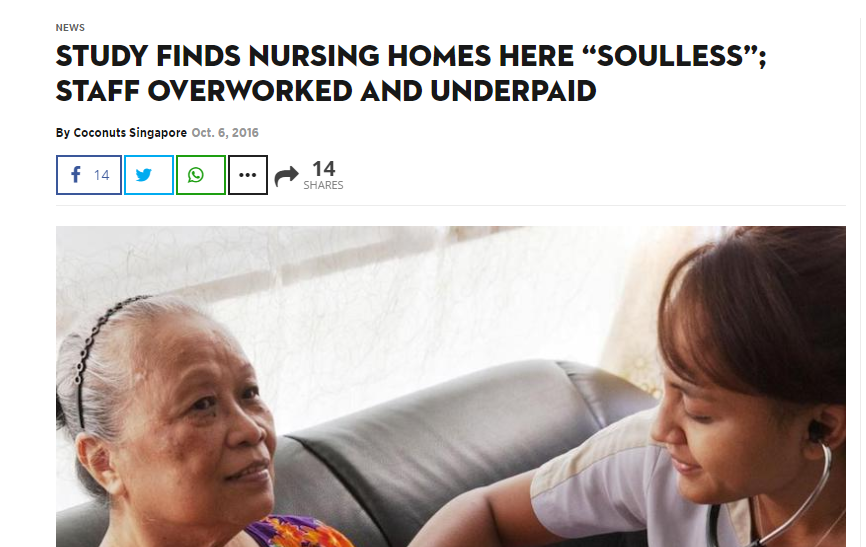 NEWS
STUDY FINDS NURSING HOMES HERE “SOULLESS”;
STAFF OVERWORKED AND UNDERPAID
By Coconuts Singapore Oct. 6, 2016
14
14
SHARES